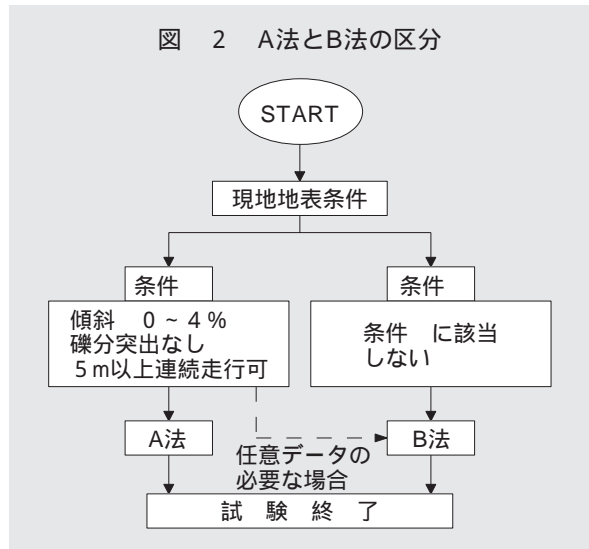 図　2　A法とB法の区分
START
現地地表条件
条件
傾斜　0～4％
礫分突出なし
5m以上連続走行可
条件
条件　に該当
しない
A法
任意データの
必要な場合
B法
試　験　終　了